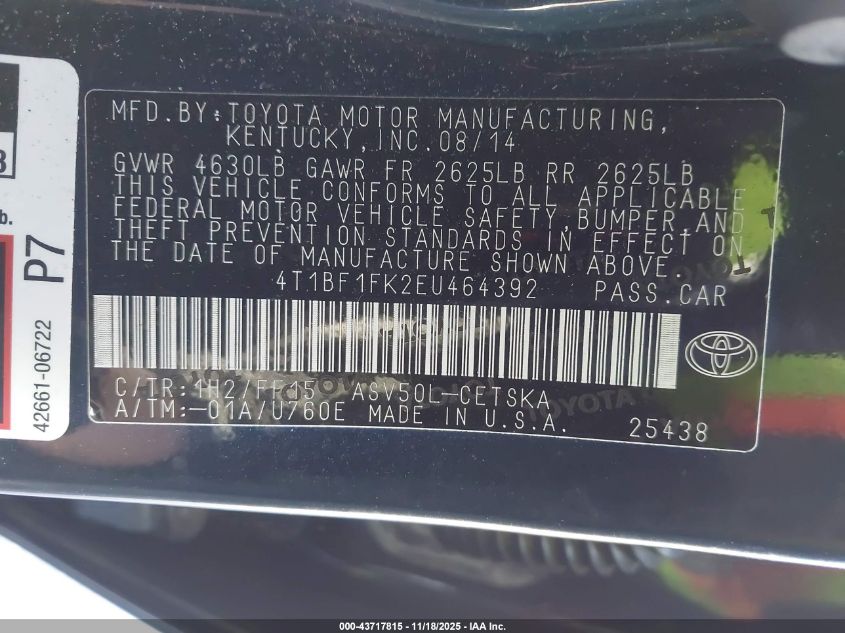 MFD.BY:TOYOTA MOTOR MANUFACTURING,
KENTUCKY,INC.08/14
GVWR 4630LB GAWR FR 2625LB RR 2625LB
THIS VEHICLE CONFORMS TO ALL APPLICABLE
FEDERAL MOTOR VEHICLE SAFETY,BUMPER,AND
THEFT PREVENTION STANDARDS IN EFFECT ON
THE DATE OF MANUFACTURE SHOWN ABOVE.
4T1BF1FK2EU464392 PASS.CAR
C/TR: 1H2/FF15 ASV50L-CETSKA
A/TM:-01A/U760E MADE IN U.S.A.
25438
b.
P7
42661-06722
000-43717815 - 11/18/2025 - IAA Inc.